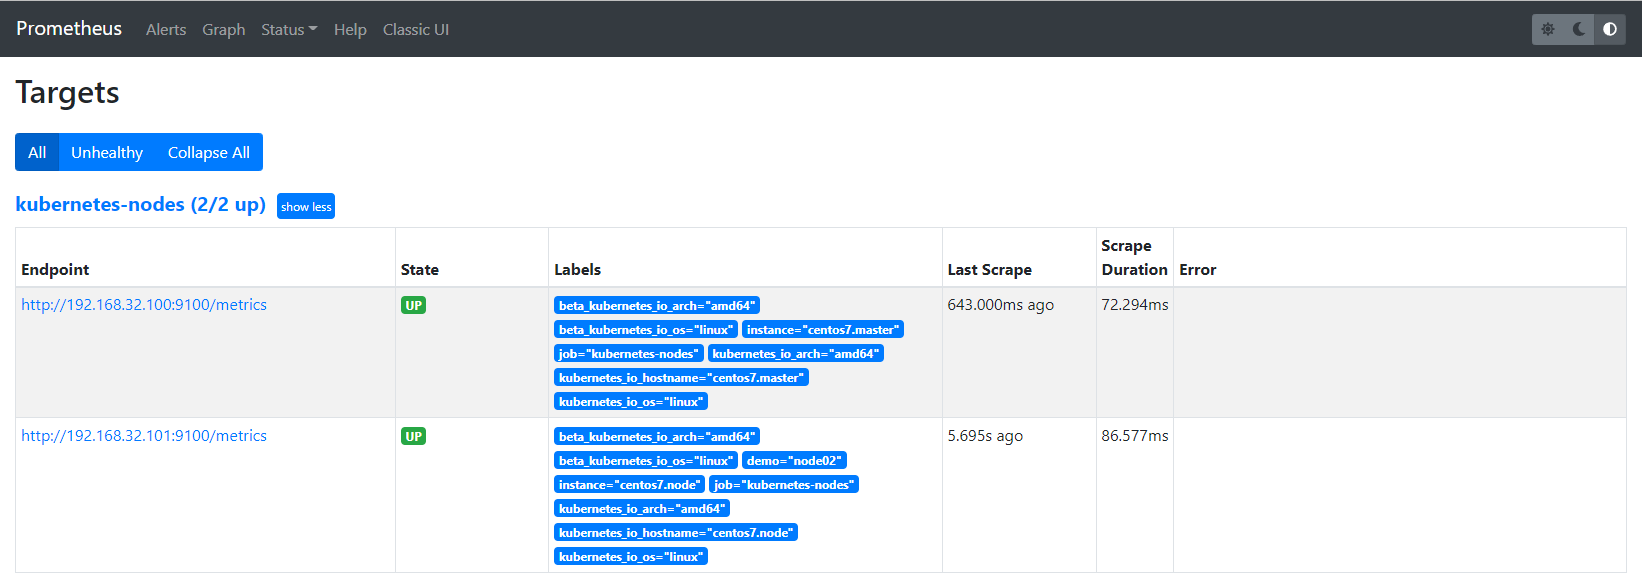 Prometheus Alerts Graph Status Help Classic UI
Targets
All Unhealthy Collapse All
kubernetes-nodes (2/2 up) show less
Endpoint State Labels Last Scrape Scrape Duration Error
http://192.168.32.100:9100/metrics UP beta_kubernetes_io_arch="amd64" 643.000ms ago 72.294ms
beta_kubernetes_io_os="linux" instance="centos7.master"
job="kubernetes-nodes" kubernetes_io_arch="amd64"
kubernetes_io_hostname="centos7.master"
kubernetes_io_os="linux"
http://192.168.32.101:9100/metrics UP beta_kubernetes_io_arch="amd64" 5.695s ago 86.577ms
beta_kubernetes_io_os="linux" demo="node02"
instance="centos7.node" job="kubernetes-nodes"
kubernetes_io_arch="amd64"
kubernetes_io_hostname="centos7.node"
kubernetes_io_os="linux"